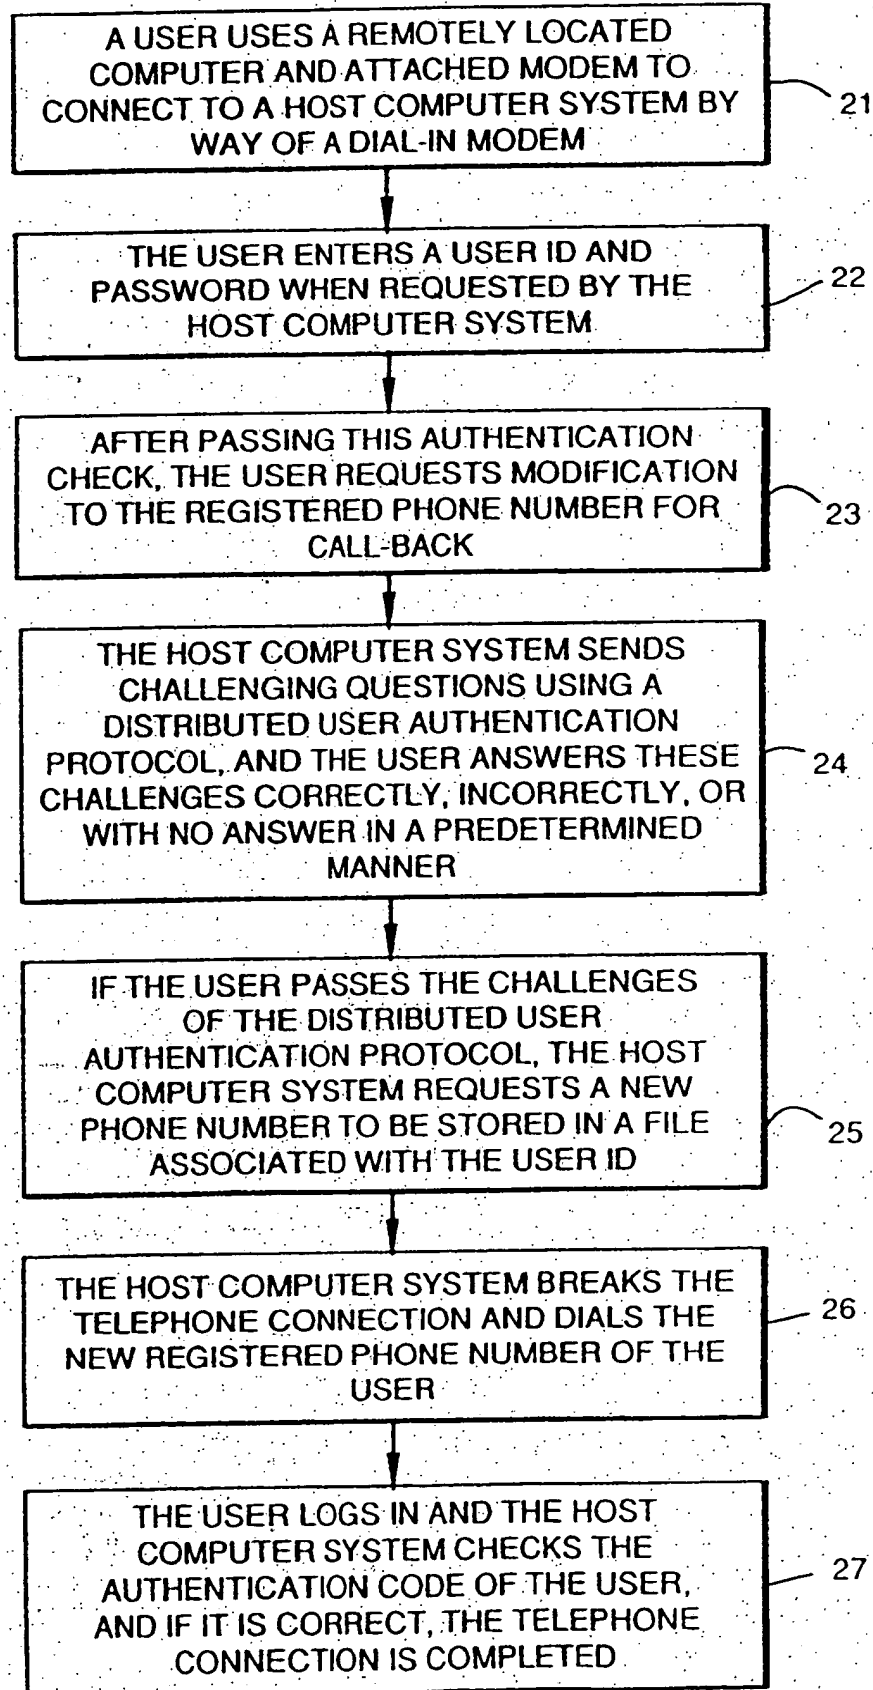 A USER USES A REMOTELY LOCATED
COMPUTER AND ATTACHED MODEM TO
CONNECT TO A HOST COMPUTER SYSTEM BY
WAY OF A DIAL-IN MODEM
21
THE USER ENTERS A USER ID AND
PASSWORD WHEN REQUESTED BY THE
HOST COMPUTER SYSTEM
22
AFTER PASSING THIS AUTHENTICATION
CHECK, THE USER REQUESTS MODIFICATION
TO THE REGISTERED PHONE NUMBER FOR
CALL-BACK
23
THE HOST COMPUTER SYSTEM SENDS
CHALLENGING QUESTIONS USING A
DISTRIBUTED USER AUTHENTICATION
PROTOCOL, AND THE USER ANSWERS THESE
CHALLENGES CORRECTLY, INCORRECTLY, OR
WITH NO ANSWER IN A PREDETERMINED
MANNER
24
IF THE USER PASSES THE CHALLENGES
OF THE DISTRIBUTED USER
AUTHENTICATION PROTOCOL, THE HOST
COMPUTER SYSTEM REQUESTS A NEW
PHONE NUMBER TO BE STORED IN A FILE
ASSOCIATED WITH THE USER ID
25
THE HOST COMPUTER SYSTEM BREAKS THE
TELEPHONE CONNECTION AND DIALS THE
NEW REGISTERED PHONE NUMBER OF THE
USER
26
THE USER LOGS IN AND THE HOST
COMPUTER SYSTEM CHECKS THE
AUTHENTICATION CODE OF THE USER,
AND IF IT IS CORRECT, THE TELEPHONE
CONNECTION IS COMPLETED
27